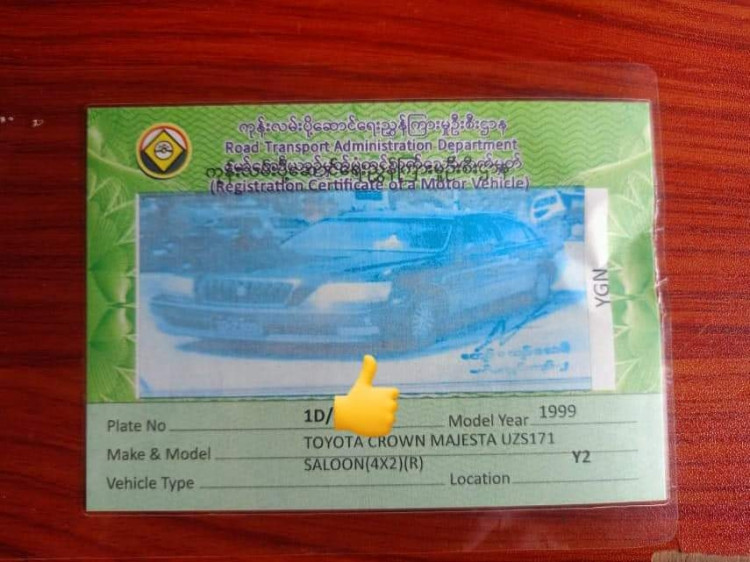 ကုန်းလမ်းပို့ဆောင်ရေးညွှန်ကြားမှုဦးစီးဌာန
Road Transport Administration Department
(Registration Certificate of a Motor Vehicle)
YGN
Plate No 1D/ Model Year 1999
Make & Model TOYOTA CROWN MAJESTA UZS171
Vehicle Type SALOON(4X2)(R) Location Y2